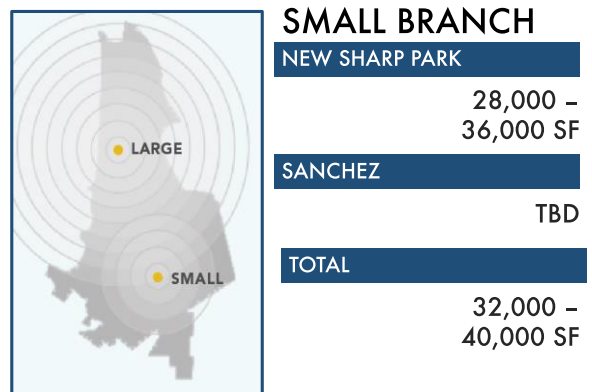 SMALL BRANCH
NEW SHARP PARK
28,000 –
36,000 SF
SANCHEZ
TBD
TOTAL
32,000 –
40,000 SF
LARGE
SMALL